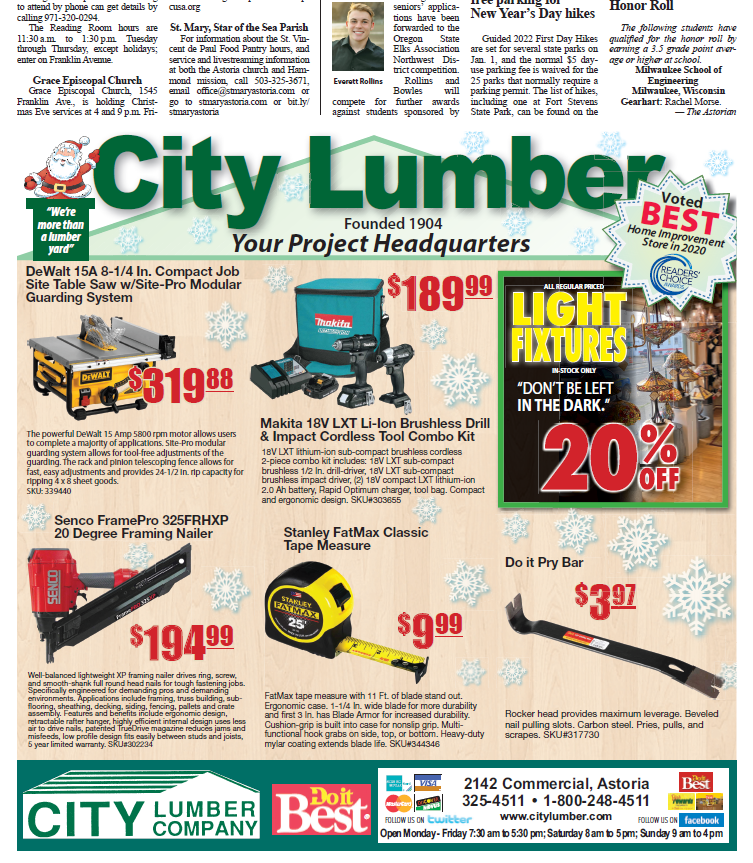 to attend by phone can get details by
calling 971-320-0294.
The Reading Room hours are
11:30 a.m. to 1:30 p.m. Tuesday
through Thursday, except holidays;
enter on Franklin Ave.
Grace Episcopal Church
Grace Episcopal Church, 1545
Franklin Ave., is holding Christ-
mas Eve services at 4 and 9 p.m. Fri-
cusa.org
St. Mary, Star of the Sea Parish
For information about the St. Vin-
cent de Paul Food Pantry hours, and
service and livestreaming information
at both the Astoria church and Ham-
mond mission, call 503-325-3671,
email office@stmaryastoria.com or
go to stmaryastoria.com or bit.ly/
stmaryastoria
Everett Rollins
seniors' applica-
tions have been
forwarded to the
Oregon State
Elks Association
Northwest Dis-
trict competition.
Rollins and
Bowles will
compete for further awards
against students sponsored by
free parking for
New Year's Day hikes
Guided 2022 First Day Hikes
are set for several state parks on
Jan. 1, and the normal $5 day-
use parking fee is waived for the
25 parks that normally require a
parking permit. The list of hikes,
including one at Fort Stevens
State Park, can be found on the
Honor Roll
The following students have
qualified for the honor roll by
earning a 3.5 grade point aver-
age or higher at school.
Milwaukee School of
Engineering
Milwaukee, Wisconsin
Gearhart: Rachel Morse.
— The Astorian
City Lumber
"We're
more than
a lumber
yard"
Founded 1904
Your Project Headquarters
Voted
BEST
Home Improvement
Store in 2020
READERS'
CHOICE
AWARDS
DeWalt 15A 8-1/4 In. Compact Job
Site Table Saw w/Site-Pro Modular
Guarding System
DEWALT
$319 88
The powerful DeWalt 15 Amp 5800 rpm motor allows users
to complete a majority of applications. Site-Pro modular
guarding system allows for tool-free adjustments of the
guarding. The rack and pinion telescoping fence allows for
fast, easy adjustments and provides 24-1/2 In. rip capacity for
ripping 4 x 8 sheet goods.
SKU: 339440
$189 99
makita
Makita 18V LXT Li-Ion Brushless Drill
& Impact Cordless Tool Combo Kit
18V LXT lithium-ion sub-compact brushless cordless
2-piece combo kit includes: 18V LXT sub-compact
brushless 1/2 In. drill-driver, 18V LXT sub-compact
brushless impact driver, (2) 18V compact LXT lithium-ion
2.0 Ah battery, Rapid Optimum charger, tool bag. Compact
and ergonomic design. SKU#303655
ALL REGULAR PRICED
LIGHT
FIXTURES
IN-STOCK ONLY
"DON'T BE LEFT
IN THE DARK."
20% OFF
Senco FramePro 325FRHXP
20 Degree Framing Nailer
SENCO
$194 99
Well-balanced lightweight XP framing nailer drives ring, screw,
and smooth-shank full round head nails for tough fastening jobs.
Specifically engineered for demanding pros and demanding
environments. Applications include framing, truss building, sub-
flooring, sheathing, decking, siding, fencing, pallets and crate
assembly. Features and benefits include ergonomic design,
retractable rafter hanger, highly efficient internal design uses less
air to drive nails, patented TrueDrive magazine reduces jams and
misfeeds, low profile design fits easily between studs and joists,
5 year limited warranty. SKU#302234
Stanley FatMax Classic
Tape Measure
STANLEY
FATMAX
25'
$9 99
FatMax tape measure with 11 Ft. of blade stand out.
Ergonomic case. 1-1/4 In. wide blade for more durability
and first 3 In. has Blade Armor for increased durability.
Cushion-grip is built into case for nonslip grip. Multi-
functional hook grabs on side, top, or bottom. Heavy-duty
mylar coating extends blade life. SKU#344346
Do it Pry Bar
$3 97
Rocker head provides maximum leverage. Beveled
nail pulling slots. Carbon steel. Pries, pulls, and
scrapes. SKU#317730
CITY LUMBER
COMPANY
Do it
Best
VISA
MasterCard
FOLLOW US ON twitter
2142 Commercial, Astoria
325-4511 • 1-800-248-4511
www.citylumber.com
Do it
Best
FOLLOW US ON facebook
Open Monday - Friday 7:30 am to 5:30 pm; Saturday 8 am to 5 pm; Sunday 9 am to 4 pm